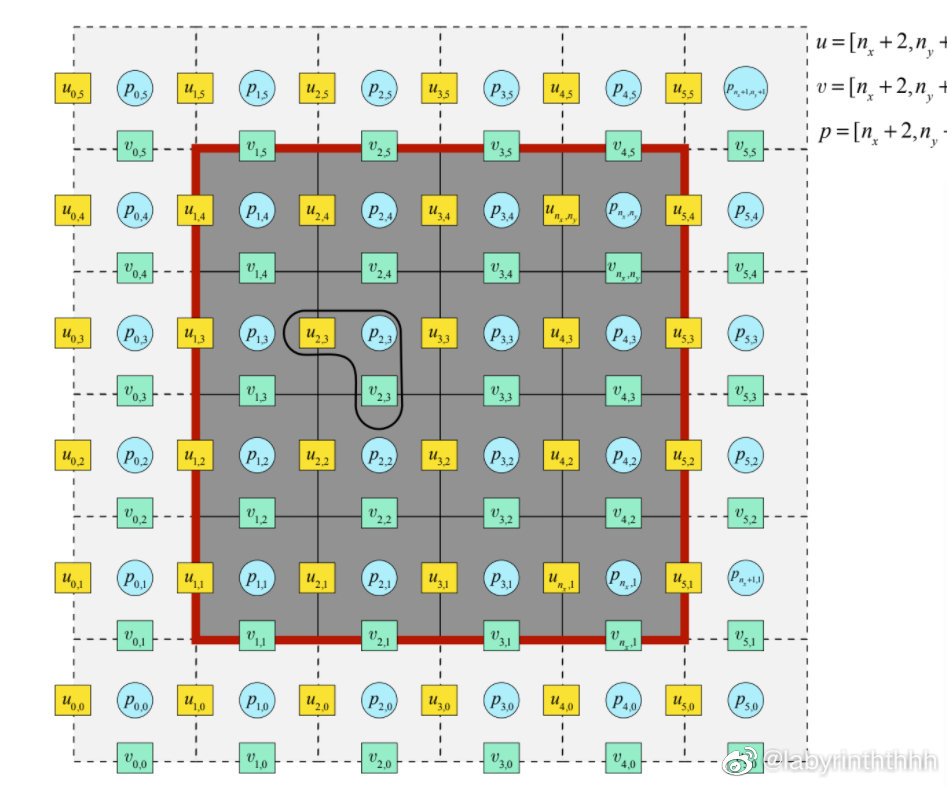 u_{0,5} p_{0,5} u_{1,5} p_{1,5} u_{2,5} p_{2,5} u_{3,5} p_{3,5} u_{4,5} p_{4,5} u_{5,5} p_{n_x+1,n_y+1} u=[n_x+2,n_y+
v=[n_x+2,n_y+
p=[n_x+2,n_y
v_{0,5} v_{1,5} v_{2,5} v_{3,5} v_{4,5} v_{5,5}
u_{0,4} p_{0,4} u_{1,4} p_{1,4} u_{2,4} p_{2,4} u_{3,4} p_{3,4} u_{n_x,n_y} p_{n_x,n_y} u_{5,4} p_{5,4}
v_{0,4} v_{1,4} v_{2,4} v_{3,4} v_{n_x,n_y} v_{5,4}
u_{0,3} p_{0,3} u_{1,3} p_{1,3} u_{2,3} p_{2,3} u_{3,3} p_{3,3} u_{4,3} p_{4,3} u_{5,3} p_{5,3}
v_{0,3} v_{1,3} v_{2,3} v_{3,3} v_{4,3} v_{5,3}
u_{0,2} p_{0,2} u_{1,2} p_{1,2} u_{2,2} p_{2,2} u_{3,2} p_{3,2} u_{4,2} p_{4,2} u_{5,2} p_{5,2}
v_{0,2} v_{1,2} v_{2,2} v_{3,2} v_{4,2} v_{5,2}
u_{0,1} p_{0,1} u_{1,1} p_{1,1} u_{2,1} p_{2,1} u_{3,1} p_{3,1} u_{n_x,1} p_{n_x,1} u_{5,1} p_{n_x+1,1}
v_{0,1} v_{1,1} v_{2,1} v_{3,1} v_{n_x,1} v_{5,1}
u_{0,0} p_{0,0} u_{1,0} p_{1,0} u_{2,0} p_{2,0} u_{3,0} p_{3,0} u_{4,0} p_{4,0} u_{5,0} p_{5,0}
v_{0,0} v_{1,0} v_{2,0} v_{3,0} v_{4,0}
@labyrinththhh